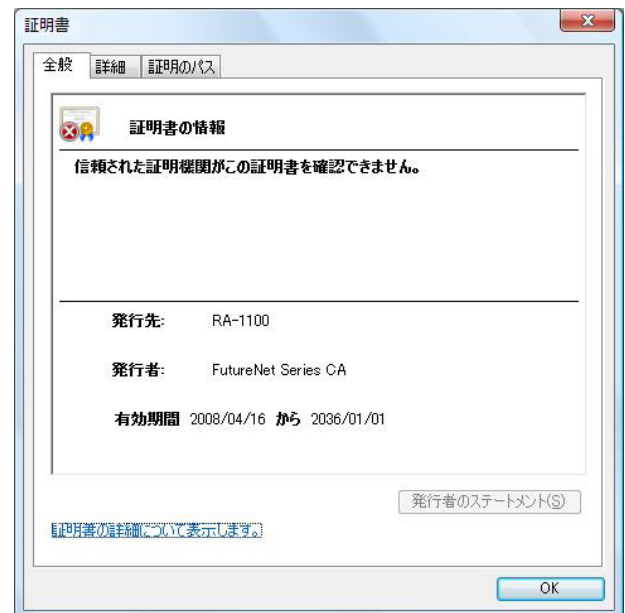 証明書
全般 詳細 証明のパス
証明書の情報
信頼された証明機関がこの証明書を確認できません。
発行先: RA-1100
発行者: FutureNet Series CA
有効期間 2008/04/16 から 2036/01/01
発行者のステートメント(S)
証明書の詳細について表示します。
OK